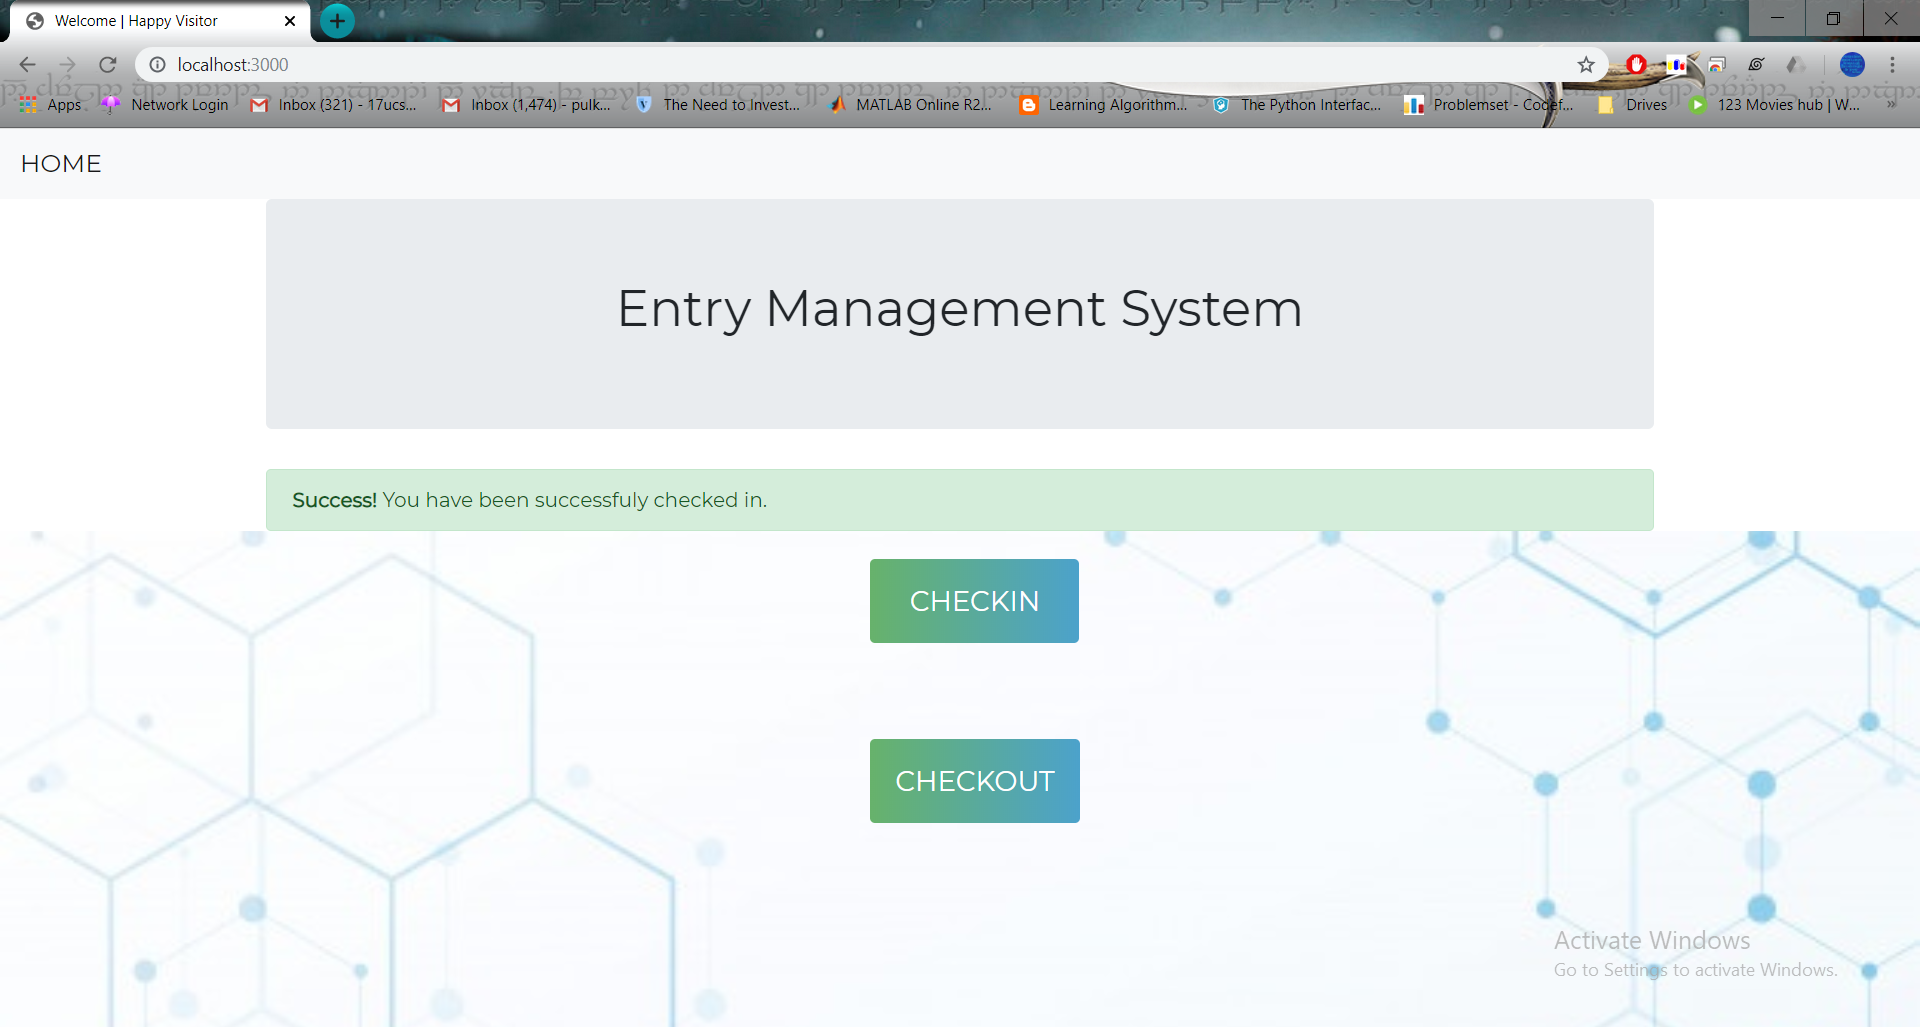 Welcome | Happy Visitor
localhost:3000
Apps Network Login Inbox (321) - 17ucs... Inbox (1,474) - pulk... The Need to Invest... MATLAB Online R2... Learning Algorithm... The Python Interfac... Problemset - Codef... Drives 123 Movies hub | W... »
HOME
Entry Management System
Success! You have been successfuly checked in.
CHECKIN
CHECKOUT
Activate Windows
Go to Settings to activate Windows.